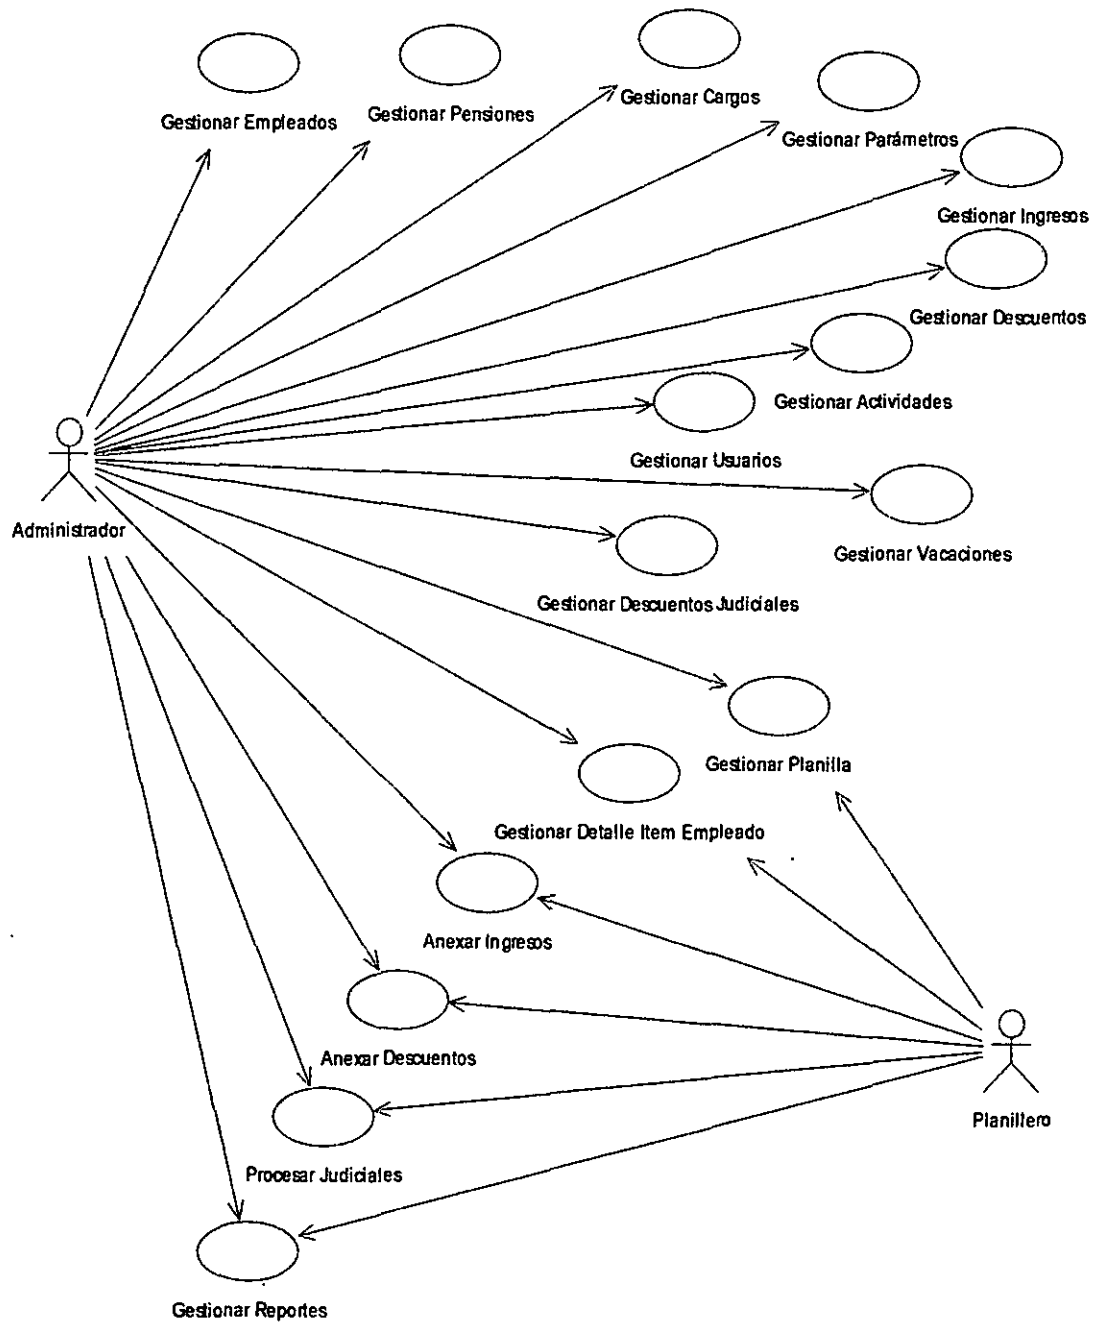 Gestionar Empleados
Gestionar Pensiones
Gestionar Cargos
Gestionar Parámetros
Gestionar Ingresos
Gestionar Descuentos
Gestionar Actividades
Gestionar Usuarios
Administrador
Gestionar Vacaciones
Gestionar Descuentos Judiciales
Gestionar Planilla
Gestionar Detalle Item Empleado
Anexar Ingresos
Anexar Descuentos
Planillero
Procesar Judiciales
Gestionar Reportes